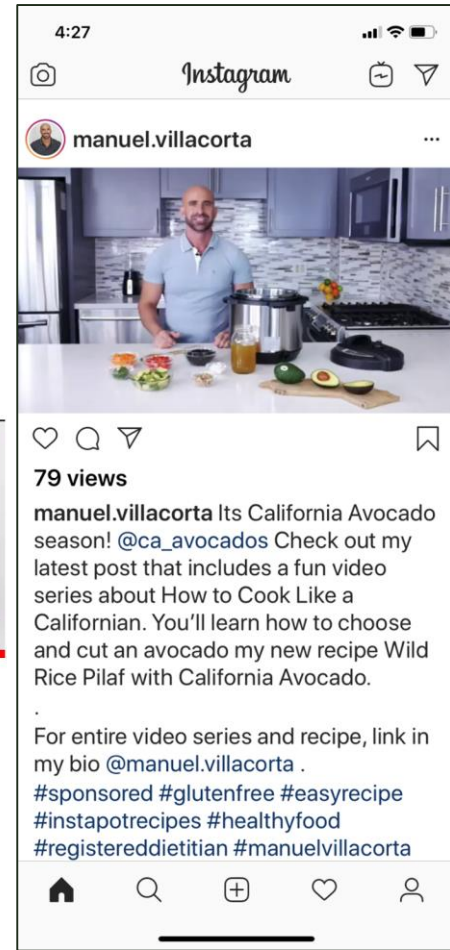 4:27
Instagram
manuel.villacorta
79 views
manuel.villacorta Its California Avocado
season! @ca_avocados Check out my
latest post that includes a fun video
series about How to Cook Like a
Californian. You’ll learn how to choose
and cut an avocado my new recipe Wild
Rice Pilaf with California Avocado.
.
For entire video series and recipe, link in
my bio @manuel.villacorta .
#sponsored #glutenfree #easyrecipe
#instapotrecipes #healthyfood
#registereddietitian #manuelvillacorta